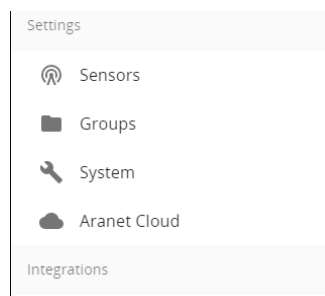 Settings
Sensors
Groups
System
Aranet Cloud
Integrations